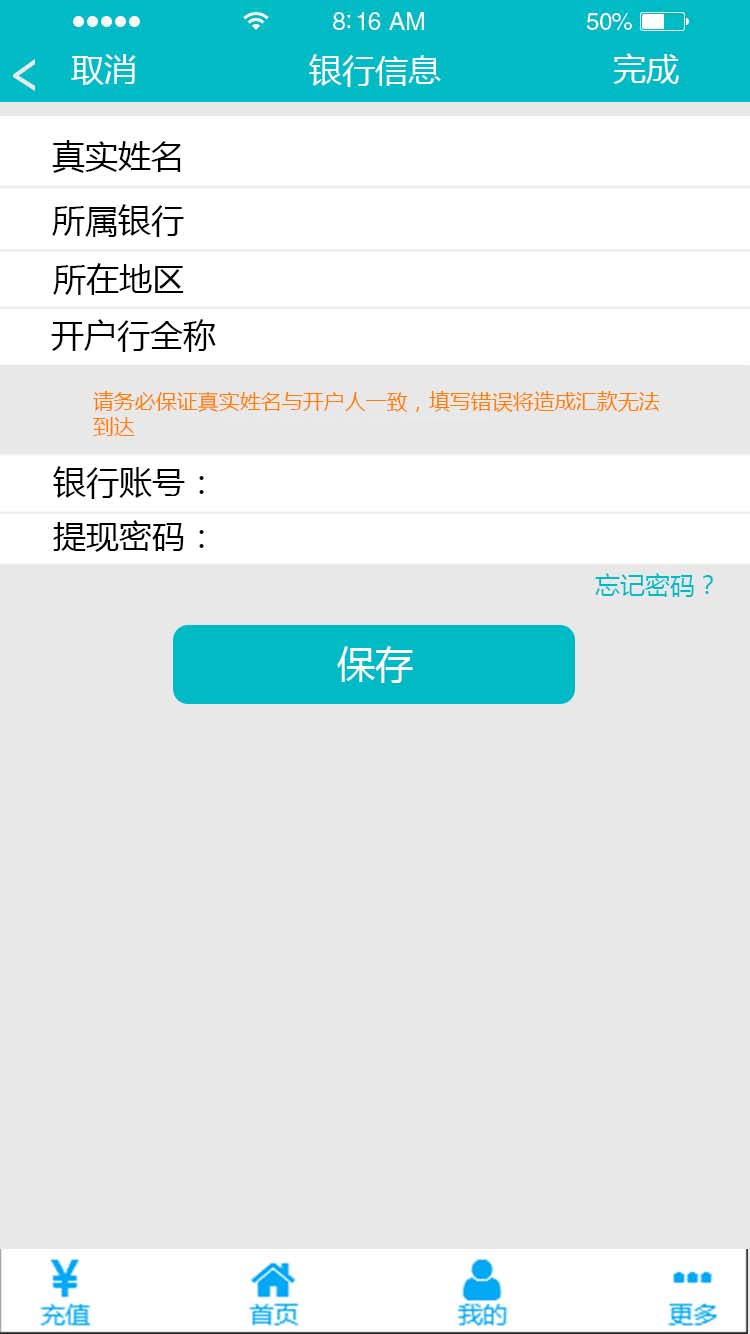 8:16 AM 50%
< 取消 银行信息 完成
真实姓名
所属银行
所在地区
开户行全称
请务必保证真实姓名与开户人一致，填写错误将造成汇款无法
到达
银行账号：
提现密码：
忘记密码？
保存
充值 首页 我的 更多